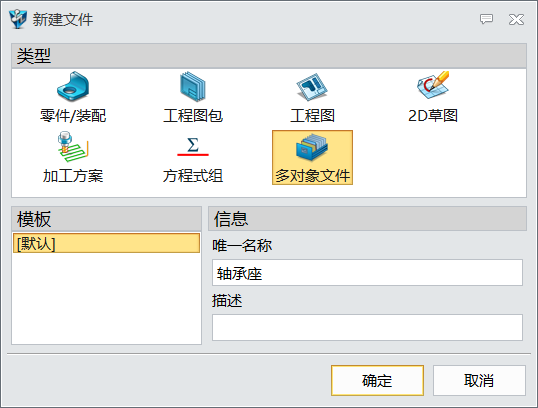 新建文件
类型
零件/装配
工程图包
工程图
2D草图
加工方案
方程式组
多对象文件
模板
[默认]
信息
唯一名称
轴承座
描述
确定
取消